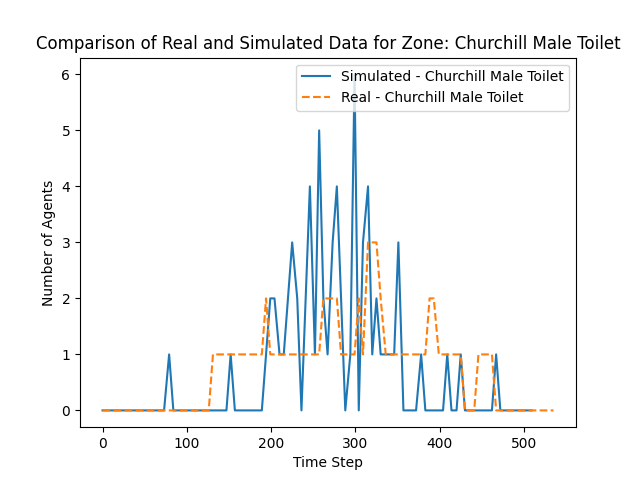 Comparison of Real and Simulated Data for Zone: Churchill Male Toilet
Simulated - Churchill Male Toilet
Real - Churchill Male Toilet
Number of Agents
6
5
4
3
2
1
0
0 100 200 300 400 500
Time Step